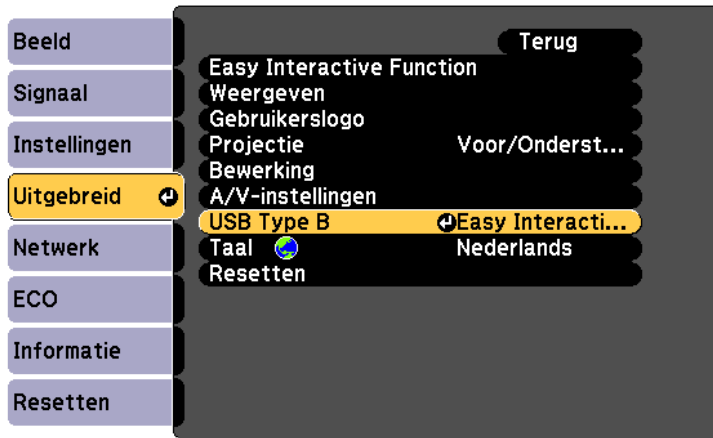 Beeld
Signaal
Instellingen
Uitgebreid
Netwerk
ECO
Informatie
Resetten
Terug
Easy Interactive Function
Weergeven
Gebruikerslogo
Projectie Voor/Onderst...
Bewerking
A/V-instellingen
USB Type B Easy Interacti...
Taal Nederlands
Resetten